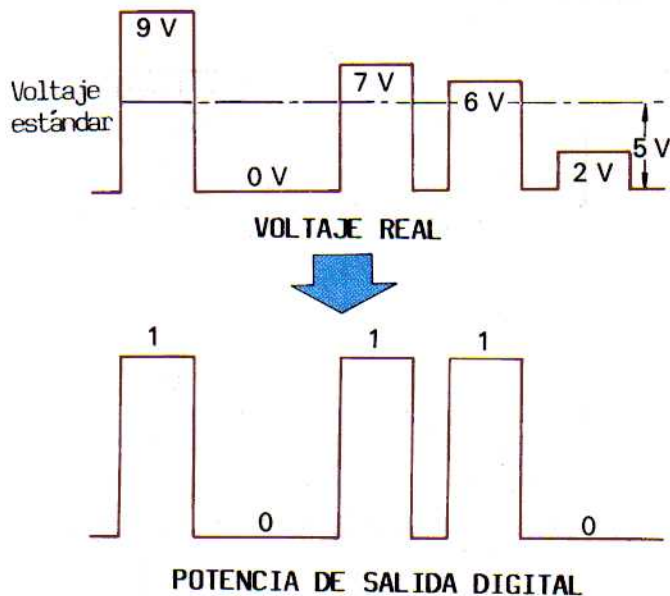 9 V
7 V
Voltaje
estándar
6 V
5 V
0 V
2 V
VOLTAJE REAL
1
1
1
0
0
POTENCIA DE SALIDA DIGITAL